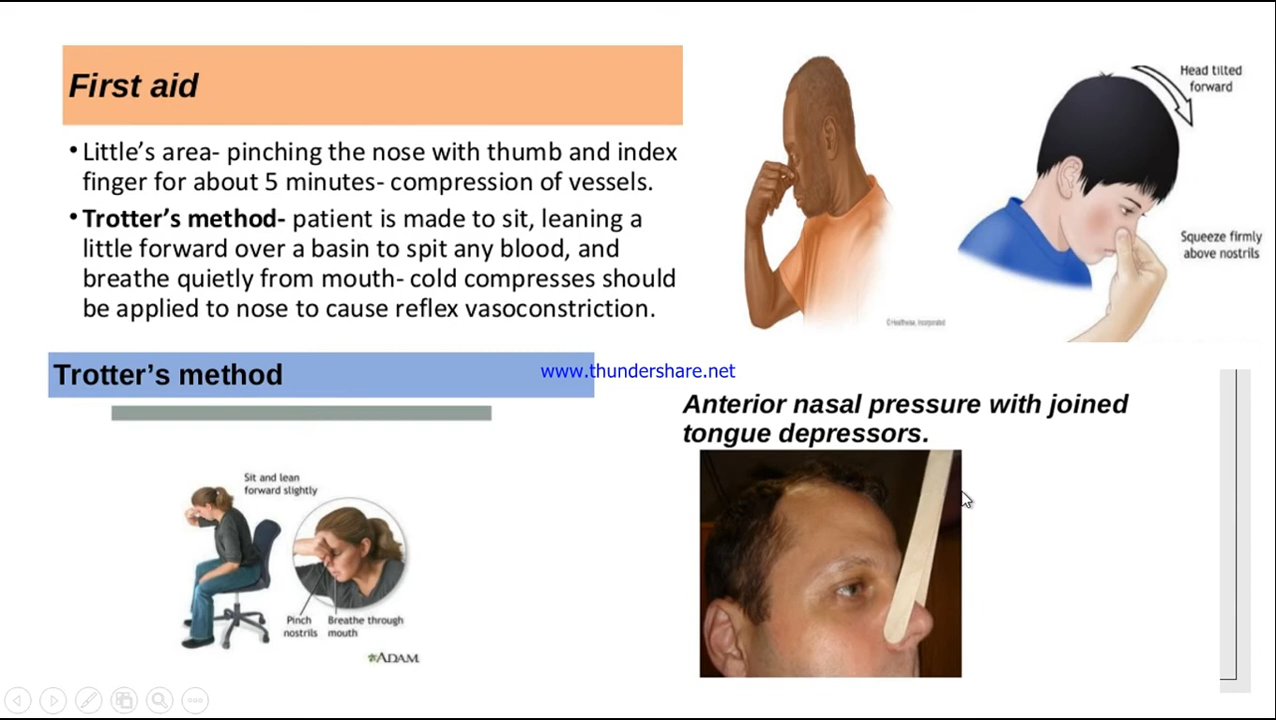 First aid
• Little's area- pinching the nose with thumb and index
finger for about 5 minutes- compression of vessels.
• Trotter's method- patient is made to sit, leaning a
little forward over a basin to spit any blood, and
breathe quietly from mouth- cold compresses should
be applied to nose to cause reflex vasoconstriction.
Head tilted
forward
Squeeze firmly
above nostrils
© Healthwise, Incorporated
Trotter's method
www.thundershare.net
Sit and lean
forward slightly
Pinch
nostrils
Breathe through
mouth
ADAM
Anterior nasal pressure with joined
tongue depressors.